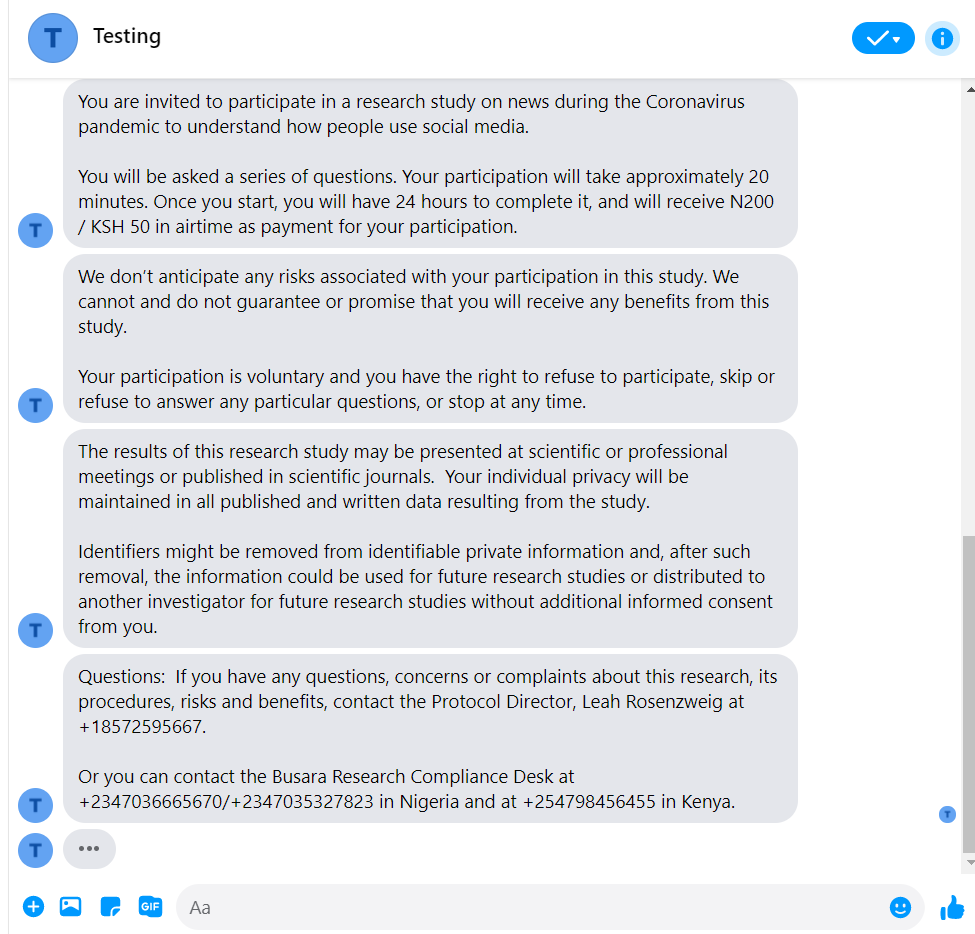 T
Testing
You are invited to participate in a research study on news during the Coronavirus
pandemic to understand how people use social media.
You will be asked a series of questions. Your participation will take approximately 20
minutes. Once you start, you will have 24 hours to complete it, and will receive N200
/ KSH 50 in airtime as payment for your participation.
T
We don’t anticipate any risks associated with your participation in this study. We
cannot and do not guarantee or promise that you will receive any benefits from this
study.
Your participation is voluntary and you have the right to refuse to participate, skip or
refuse to answer any particular questions, or stop at any time.
T
The results of this research study may be presented at scientific or professional
meetings or published in scientific journals.  Your individual privacy will be
maintained in all published and written data resulting from the study.
Identifiers might be removed from identifiable private information and, after such
removal, the information could be used for future research studies or distributed to
another investigator for future research studies without additional informed consent
from you.
T
Questions:  If you have any questions, concerns or complaints about this research, its
procedures, risks and benefits, contact the Protocol Director, Leah Rosenzweig at
+18572595667.
Or you can contact the Busara Research Compliance Desk at
+2347036665670/+2347035327823 in Nigeria and at +254798456455 in Kenya.
T
T
T
GIF
Aa